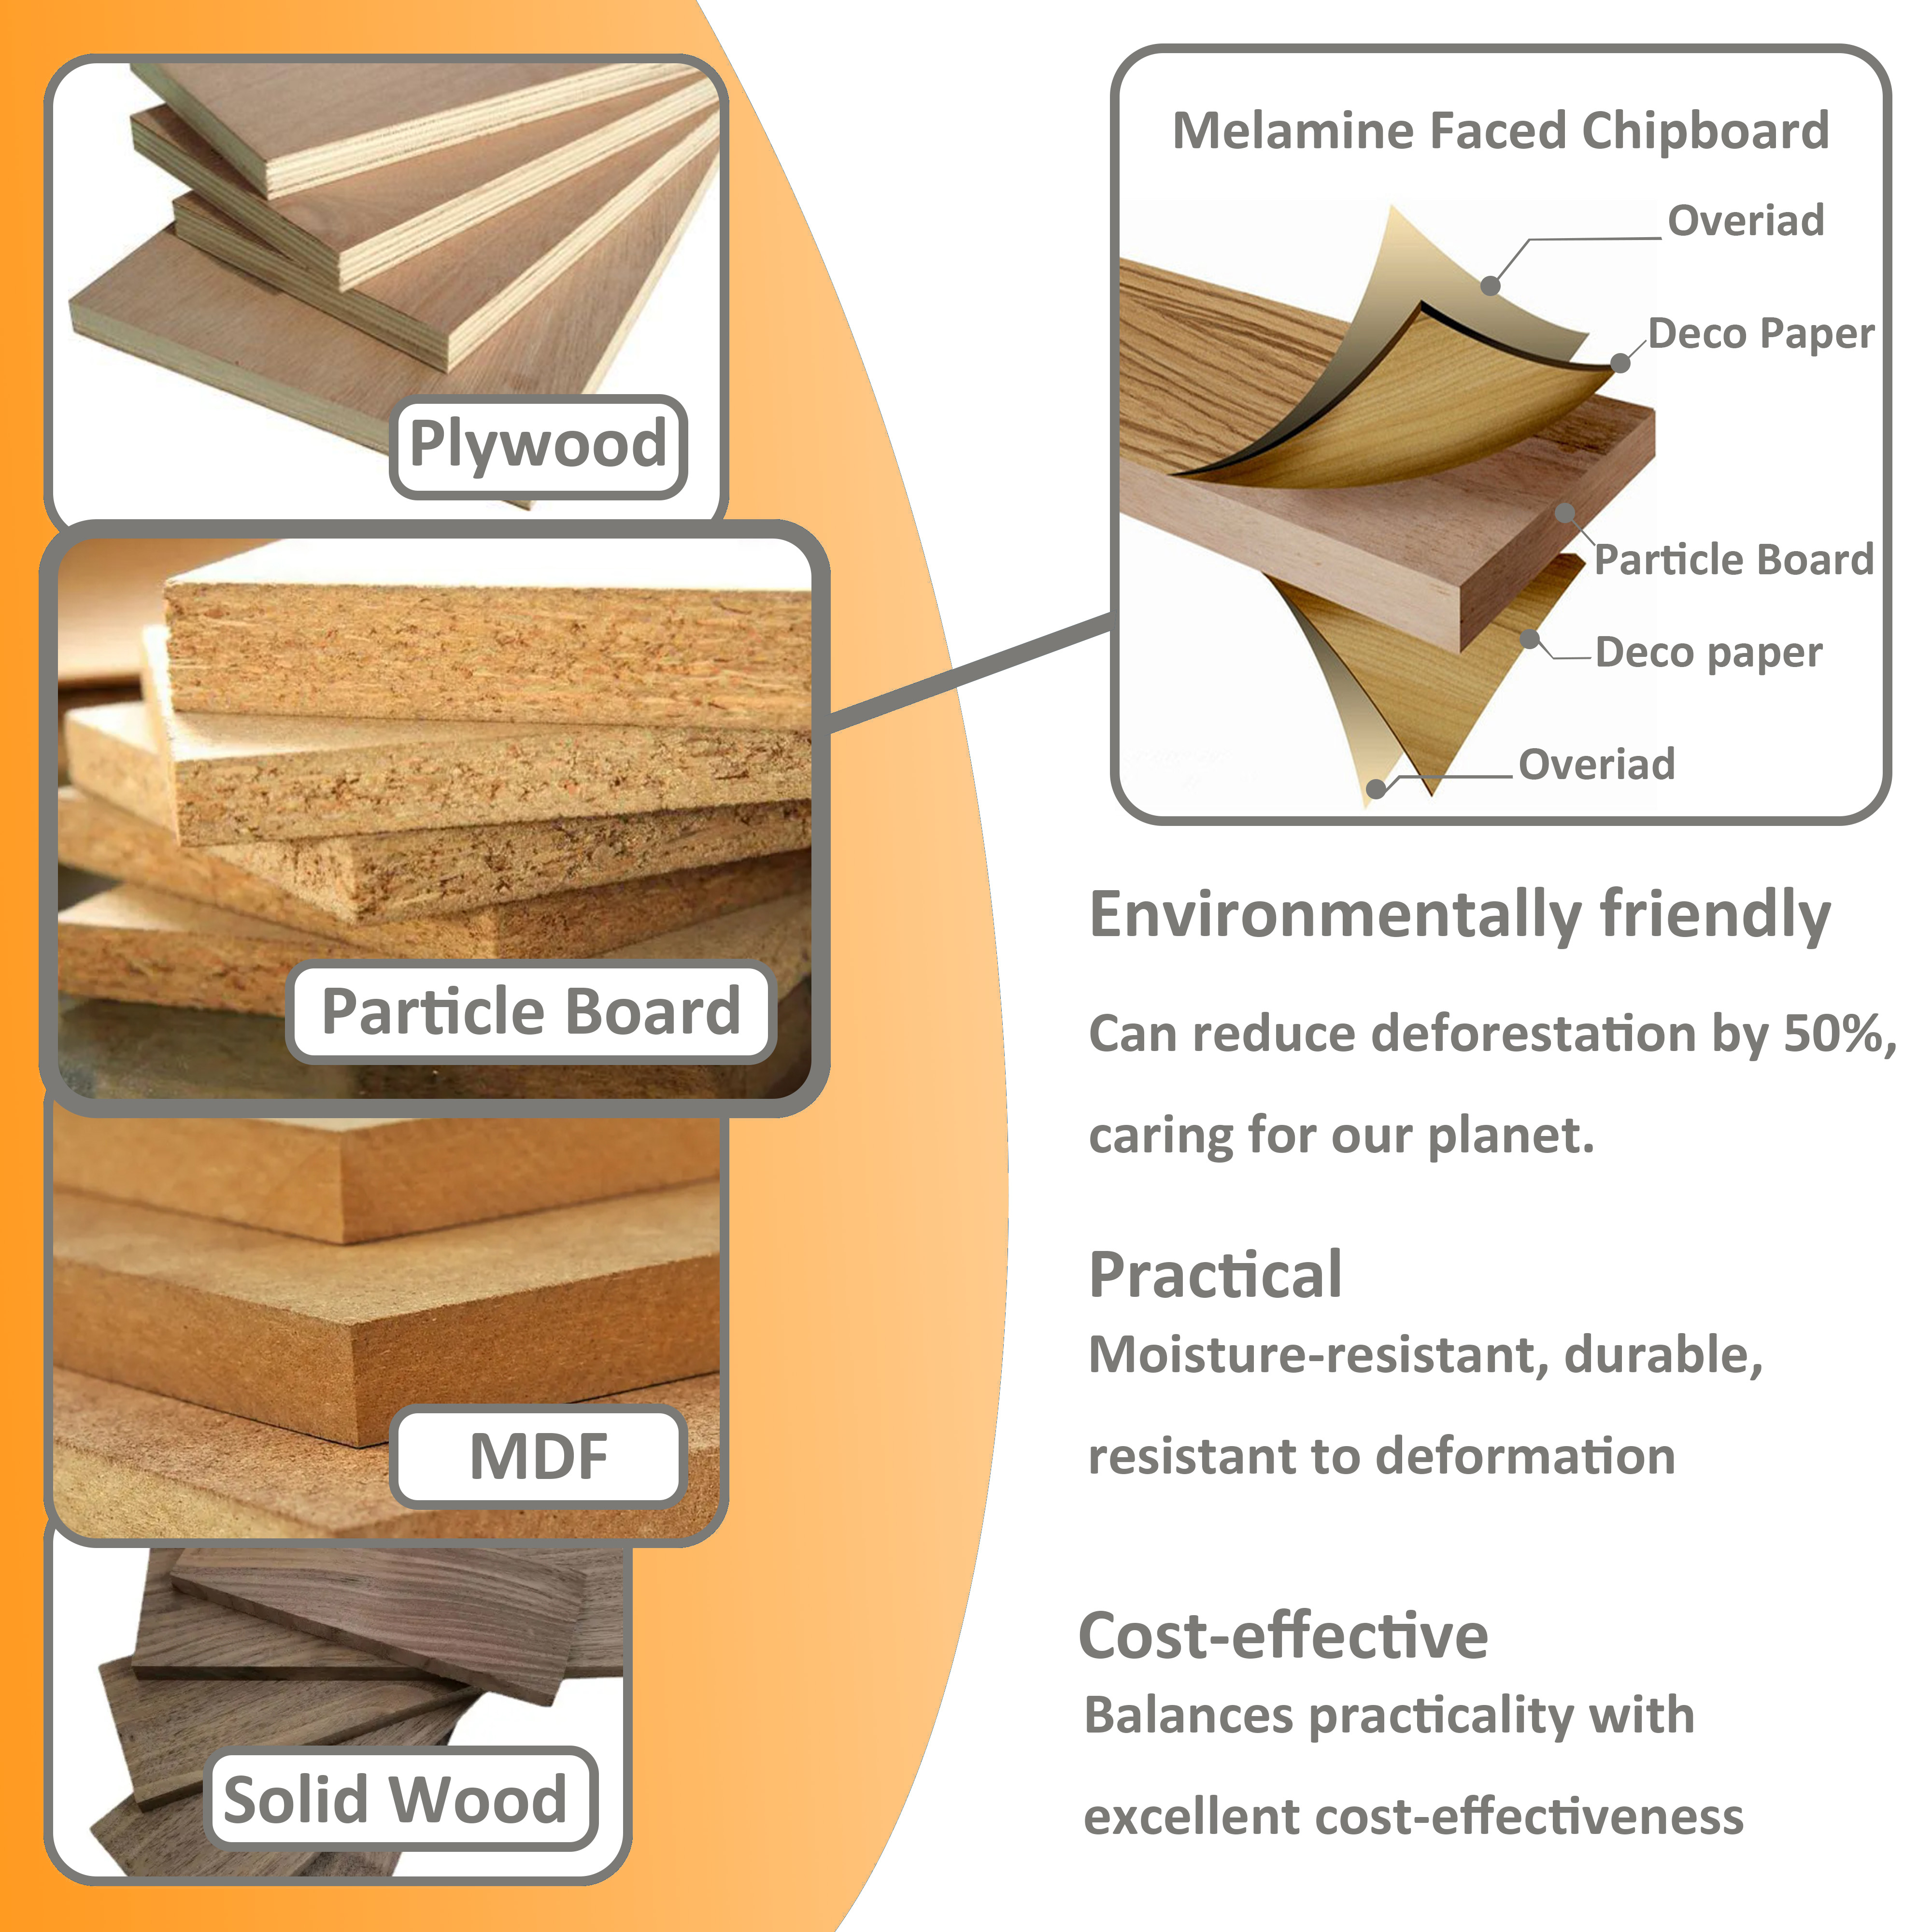 Plywood
Particle Board
MDF
Solid Wood
Melamine Faced Chipboard
Overiad
Deco Paper
Particle Board
Deco paper
Overiad
Environmentally friendly
Can reduce deforestation by 50%,
caring for our planet.
Practical
Moisture-resistant, durable,
resistant to deformation
Cost-effective
Balances practicality with
excellent cost-effectiveness